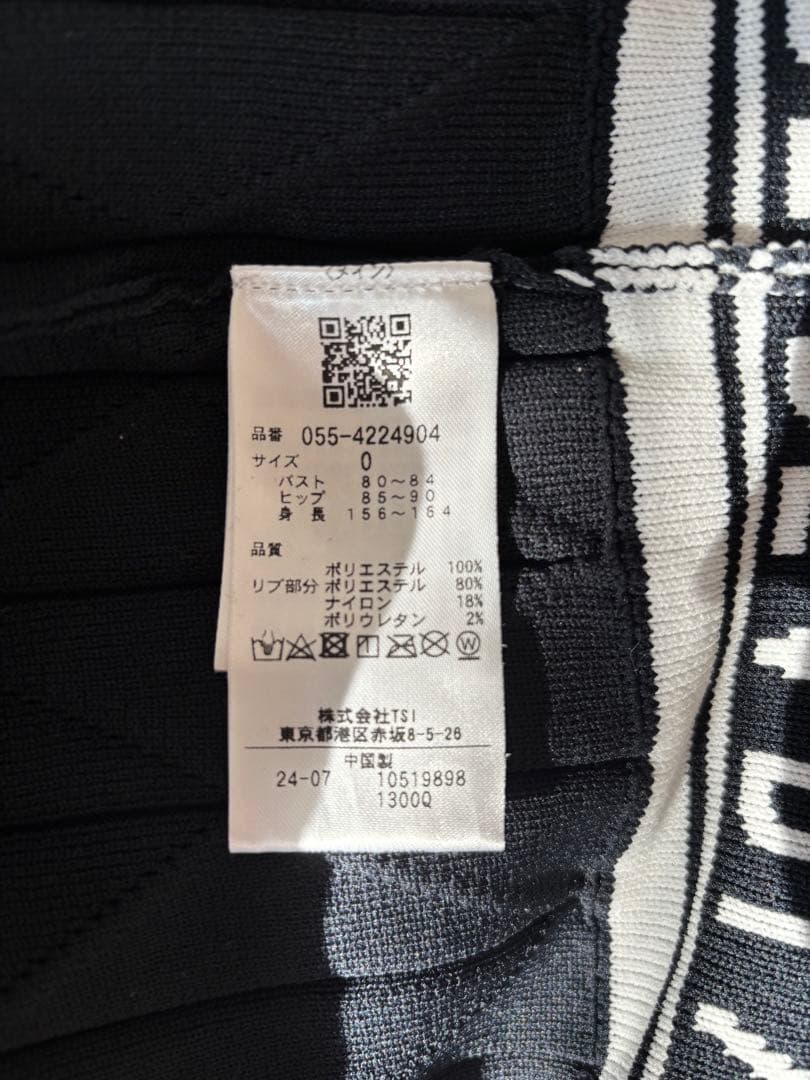 〈メイン〉
品番 055-4224904
サイズ 0
バスト 80～84
ヒップ 85～90
身長 156～164
品質
ポリエステル 100%
リブ部分 ポリエステル 80%
ナイロン 18%
ポリウレタン 2%
W
株式会社TSI
東京都港区赤坂8-5-26
中国製
24-07 10519898
1300Q